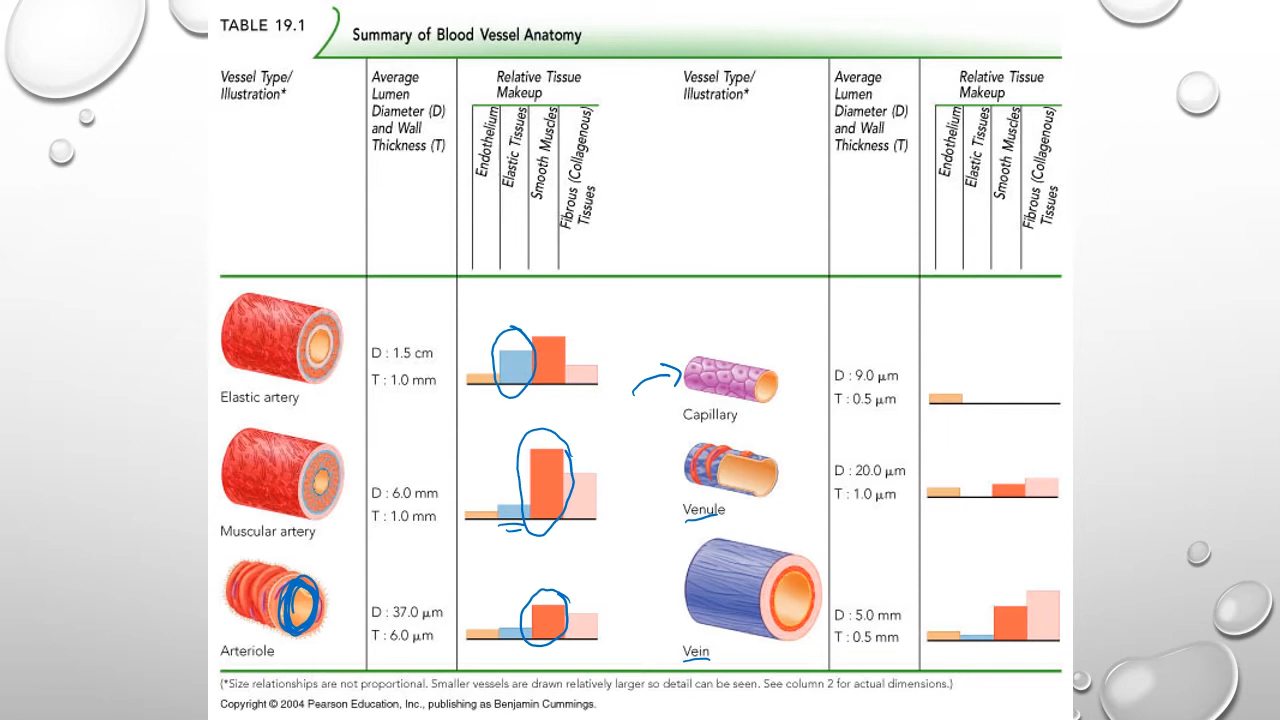 TABLE 19.1
Summary of Blood Vessel Anatomy
Vessel Type/
Illustration*
Average
Lumen
Diameter (D)
and Wall
Thickness (T)
Relative Tissue
Makeup
Endothelium
Elastic Tissues
Smooth Muscles
Fibrous (Collagenous)
Tissues
Vessel Type/
Illustration*
Average
Lumen
Diameter (D)
and Wall
Thickness (T)
Relative Tissue
Makeup
Endothelium
Elastic Tissues
Smooth Muscles
Fibrous (Collagenous)
Tissues
Elastic artery
D : 1.5 cm
T : 1.0 mm
Muscular artery
D : 6.0 mm
T : 1.0 mm
Arteriole
D : 37.0 μm
T : 6.0 μm
Capillary
D : 9.0 μm
T : 0.5 μm
Venule
D : 20.0 μm
T : 1.0 μm
Vein
D : 5.0 mm
T : 0.5 mm
(*Size relationships are not proportional. Smaller vessels are drawn relatively larger so detail can be seen. See column 2 for actual dimensions.)
Copyright © 2004 Pearson Education, Inc., publishing as Benjamin Cummings.